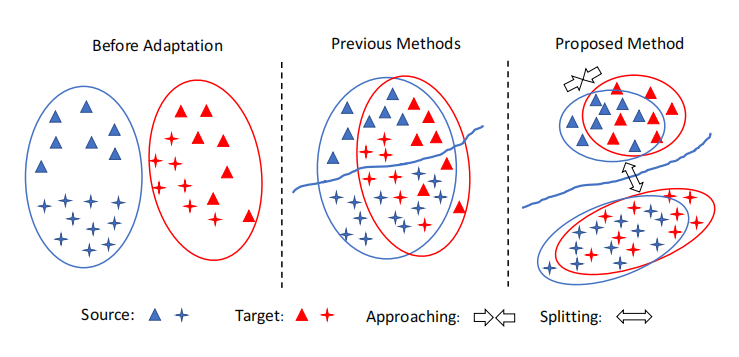 Before Adaptation
Previous Methods
Proposed Method
Source:
Target:
Approaching:
Splitting: